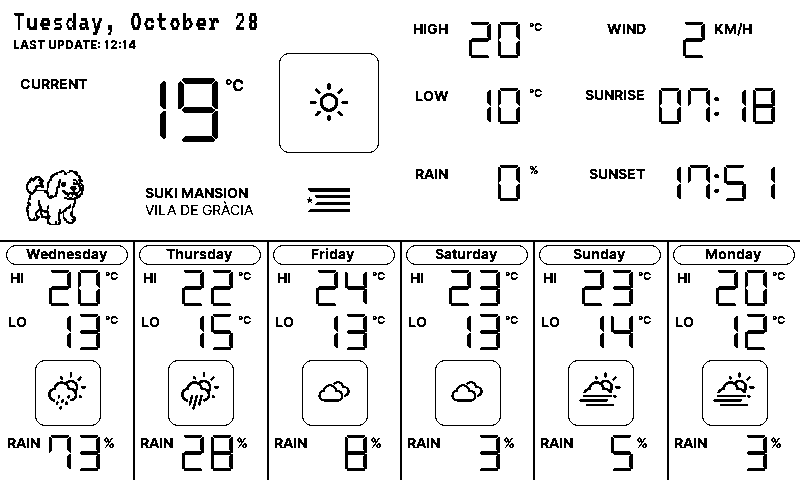 Tuesday, October 28
LAST UPDATE: 12:14
CURRENT 19 °C
SUKI MANSION
VILA DE GRÀCIA
HIGH 20 °C
LOW 10 °C
RAIN 0 %
WIND 2 KM/H
SUNRISE 07:18
SUNSET 17:51
Wednesday
HI 20 °C
LO 13 °C
RAIN 73 %
Thursday
HI 22 °C
LO 15 °C
RAIN 28 %
Friday
HI 24 °C
LO 13 °C
RAIN 8 %
Saturday
HI 23 °C
LO 13 °C
RAIN 3 %
Sunday
HI 23 °C
LO 14 °C
RAIN 5 %
Monday
HI 20 °C
LO 12 °C
RAIN 3 %